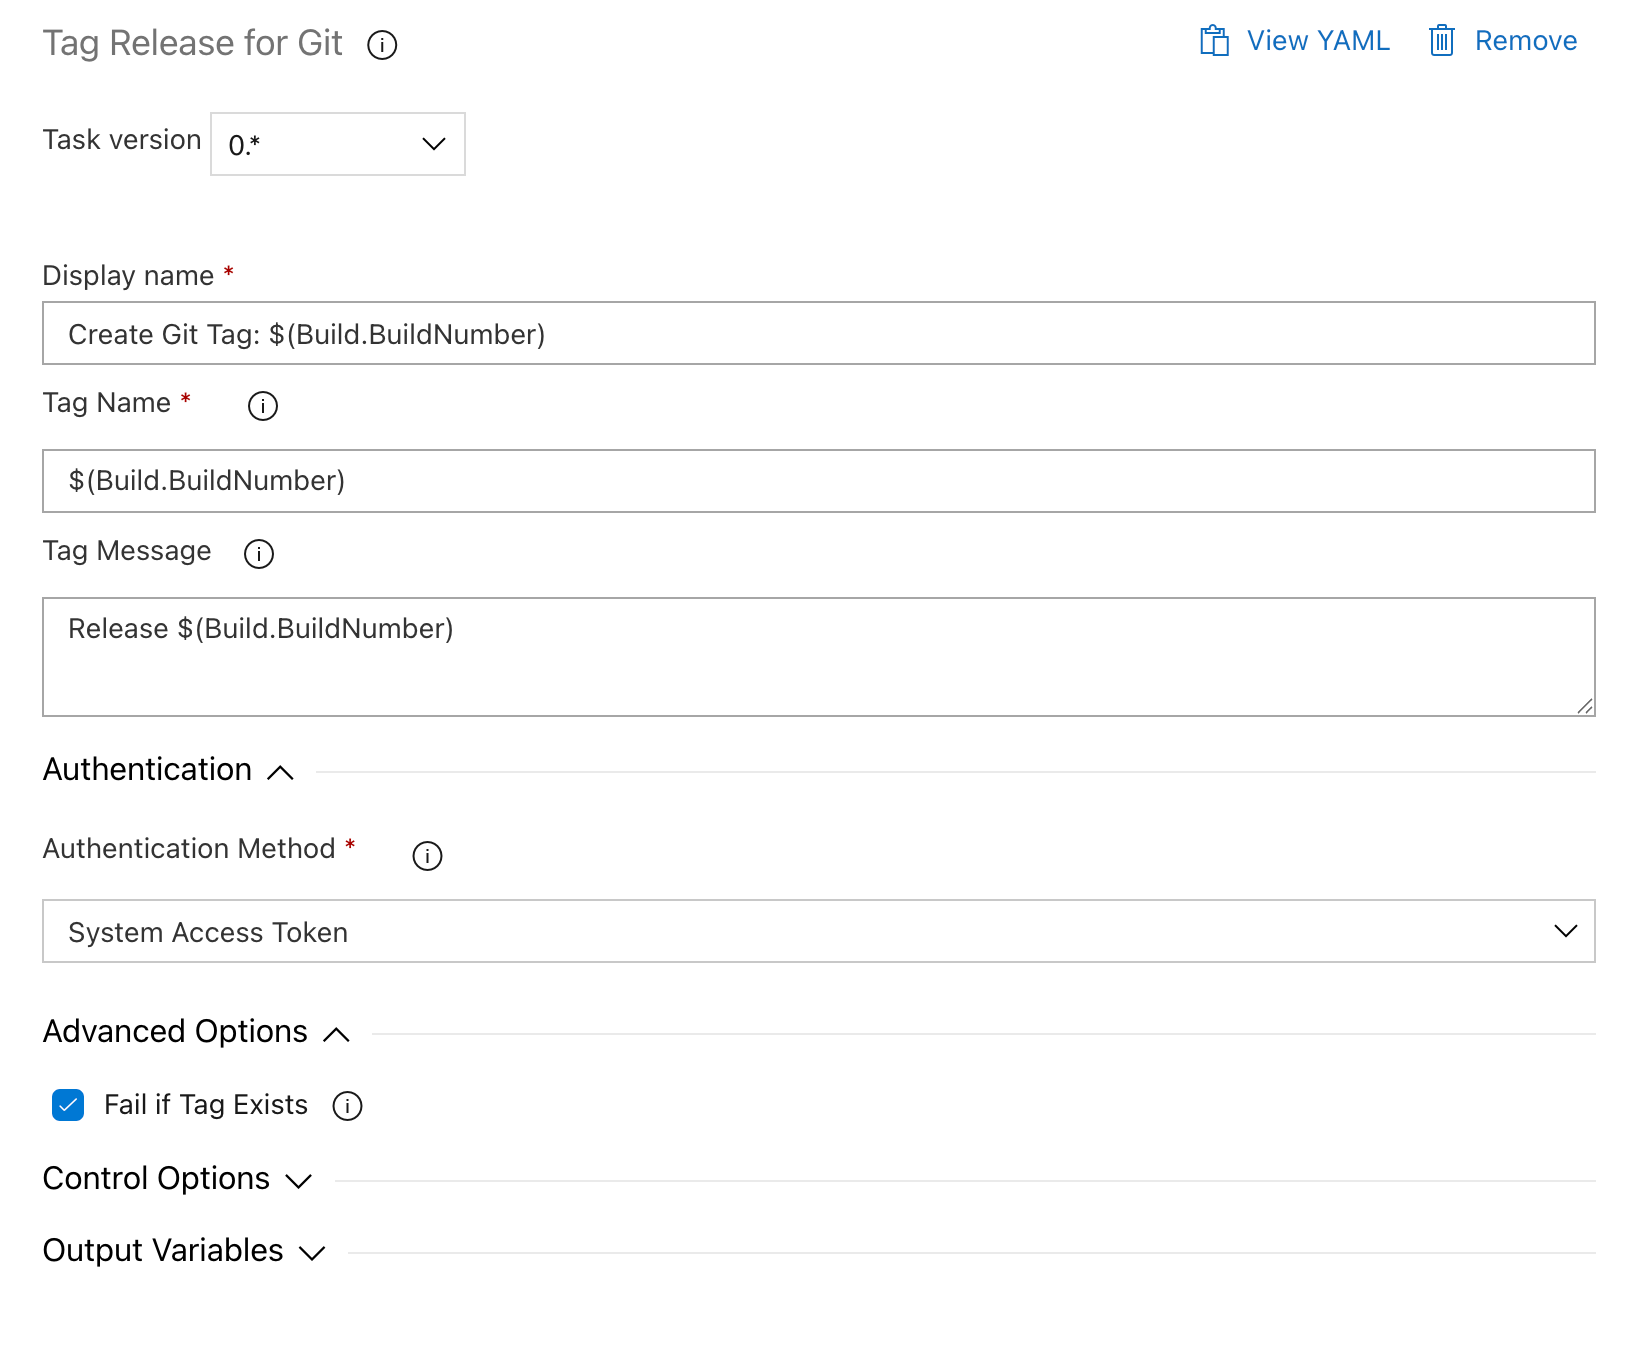 Tag Release for Git
View YAML
Remove
Task version
0.*
Display name *
Create Git Tag: $(Build.BuildNumber)
Tag Name *
$(Build.BuildNumber)
Tag Message
Release $(Build.BuildNumber)
Authentication
Authentication Method *
System Access Token
Advanced Options
Fail if Tag Exists
Control Options
Output Variables